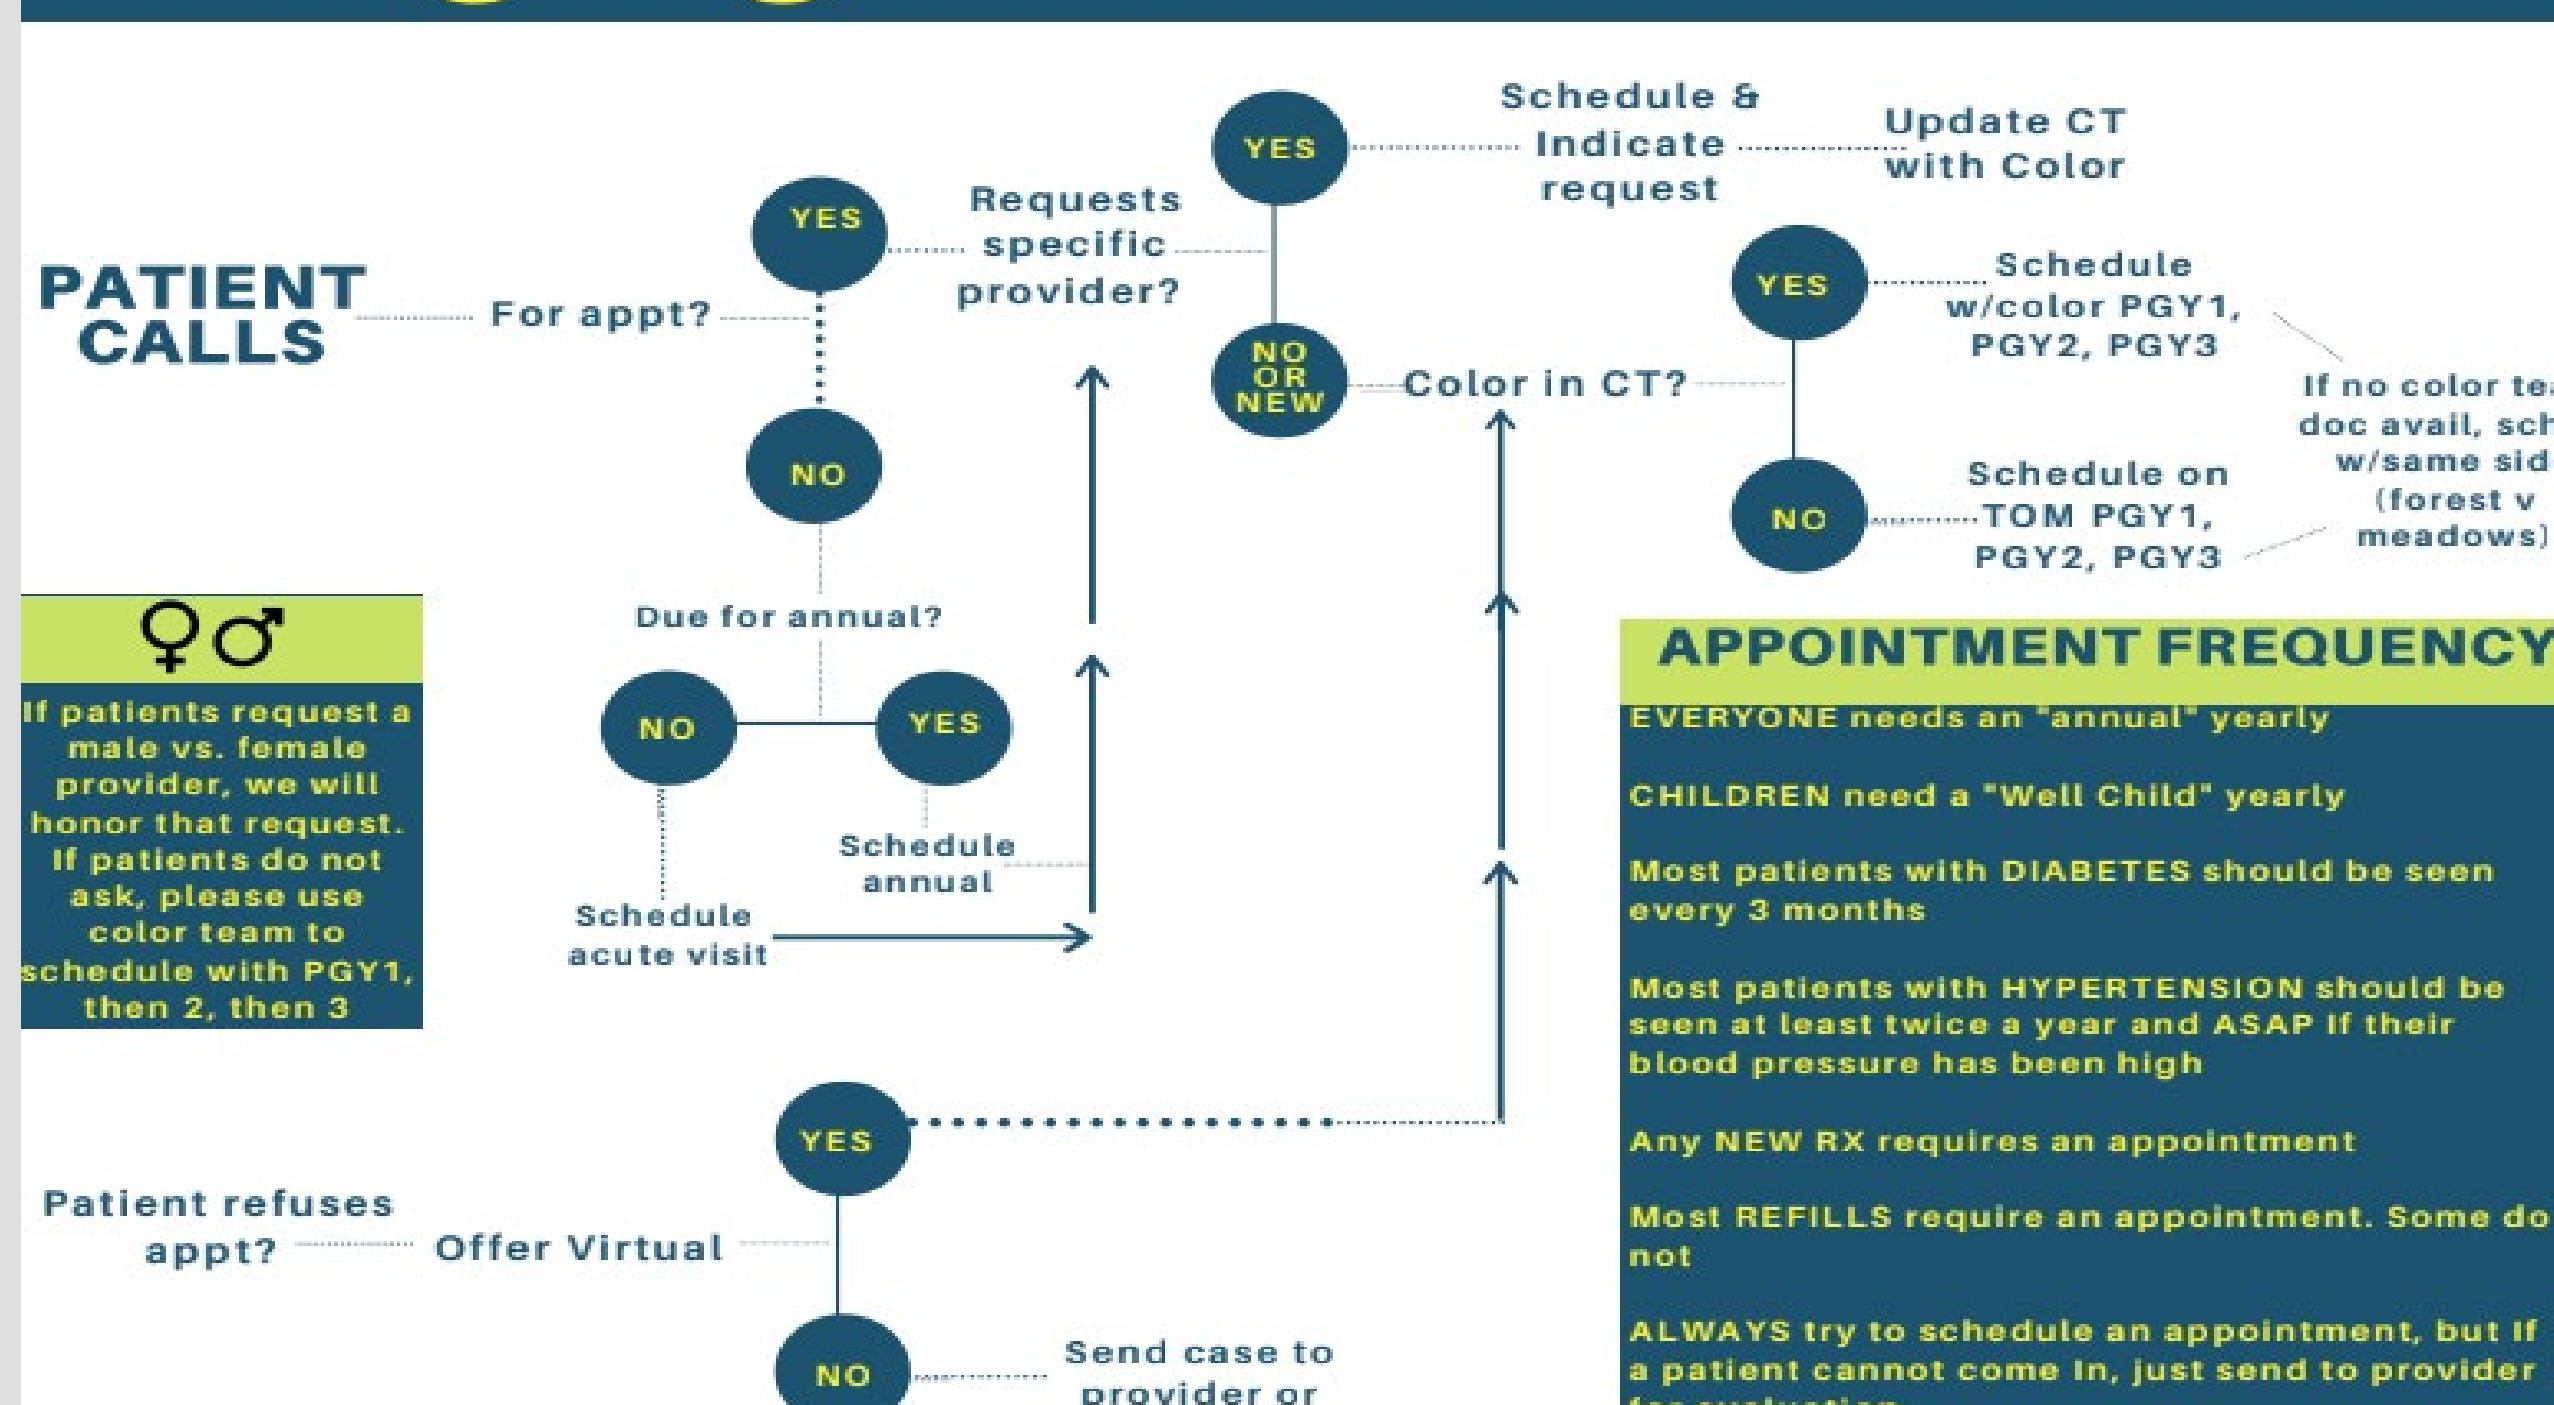 PATIENT
CALLS
For appt?
YES
NO
Requests
specific
provider?
YES
Schedule &
Indicate
request
Update CT
with Color
NO
OR
NEW
Color in CT?
YES
Schedule
w/color PGY1,
PGY2, PGY3
NO
Schedule on
TOM PGY1,
PGY2, PGY3
If no color
doc avail,
w/same
(forest v
meadows)
Due for annual?
NO
YES
Schedule
annual
Schedule
acute visit
♀♂
If patients request a
male vs. female
provider, we will
honor that request.
If patients do not
ask, please use
color team to
schedule with PGY1,
then 2, then 3
Patient refuses
appt?
Offer Virtual
YES
NO
Send case to
provider or
APPOINTMENT FREQUENCY
EVERYONE needs an "annual" yearly
CHILDREN need a "Well Child" yearly
Most patients with DIABETES should be seen
every 3 months
Most patients with HYPERTENSION should be
seen at least twice a year and ASAP If their
blood pressure has been high
Any NEW RX requires an appointment
Most REFILLS require an appointment. Some do
not
ALWAYS try to schedule an appointment, but If
a patient cannot come In, just send to provider